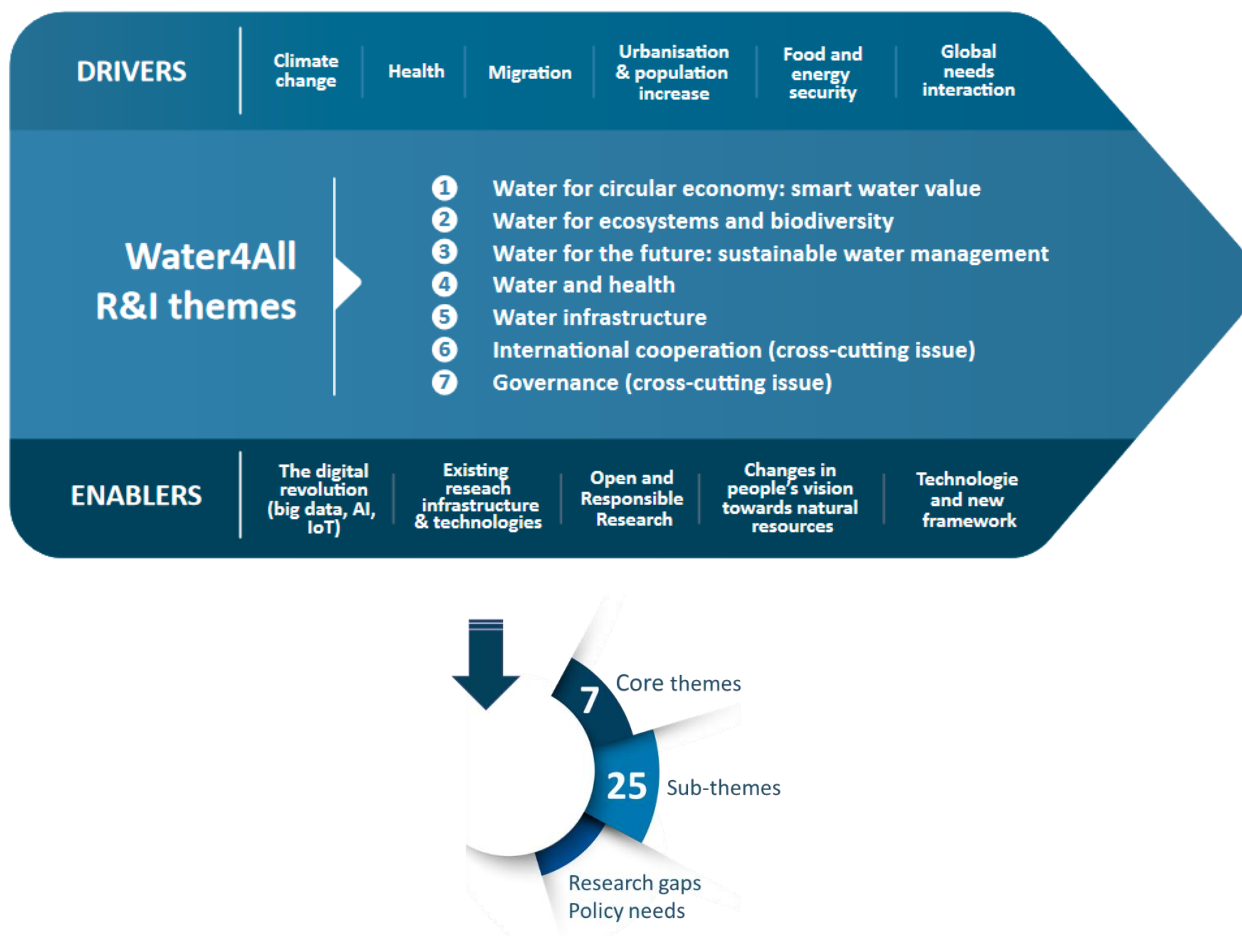 DRIVERS
Climate
change
Health
Migration
Urbanisation
& population
increase
Food and
energy
security
Global
needs
interaction
Water4All
R&I themes
1 Water for circular economy: smart water value
2 Water for ecosystems and biodiversity
3 Water for the future: sustainable water management
4 Water and health
5 Water infrastructure
6 International cooperation (cross-cutting issue)
7 Governance (cross-cutting issue)
ENABLERS
The digital
revolution
(big data, AI,
IoT)
Existing
reseach
infrastructure
& technologies
Open and
Responsible
Research
Changes in
people's vision
towards natural
resources
Technologie
and new
framework
7 Core themes
25 Sub-themes
Research gaps
Policy needs